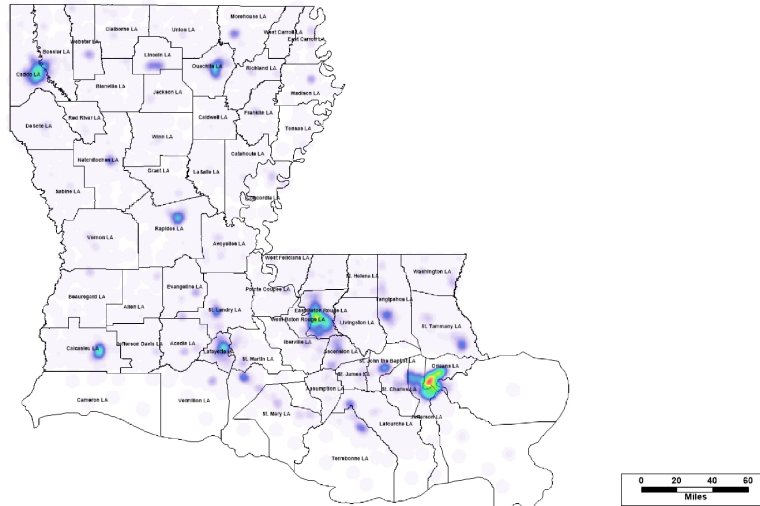 Morehouse LA
Claiborne LA
Union LA
West Carroll LA
East Carroll LA
Webster LA
Bossier LA
Lincoln LA
Ouachita LA
Richland LA
Caddo LA
Bienville LA
Jackson LA
Madison LA
Red River LA
Caldwell LA
Franklin LA
DeSoto LA
Winn LA
Tensas LA
Natchitoches LA
Catahoula LA
Grant LA
LaSalle LA
Sabine LA
Concordia LA
Rapides LA
Vernon LA
Avoyelles LA
West Feliciana LA
St. Helena LA
Washington LA
Evangeline LA
Pointe Coupee LA
Beauregard LA
Allen LA
St. Landry LA
Tangipahoa LA
East Baton Rouge LA
West Baton Rouge LA
Livingston LA
St. Tammany LA
Calcasieu LA
Jefferson Davis LA
Acadia LA
Lafayette LA
Iberville LA
St. Martin LA
Ascension LA
St. John the Baptist LA
Orleans LA
St. James LA
Assumption LA
St. Charles LA
Cameron LA
Vermilion LA
St. Mary LA
Jefferson LA
Lafourche LA
Terrebonne LA
0 20 40 60
Miles